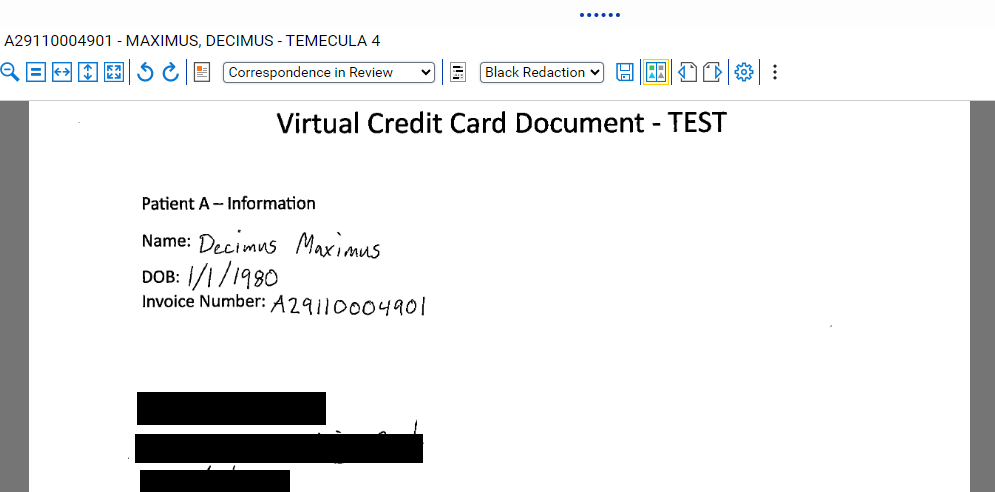 A29110004901 - MAXIMUS, DECIMUS - TEMECULA 4
Correspondence in Review
Black Redaction
Virtual Credit Card Document - TEST
Patient A – Information
Name: Decimus Maximus
DOB: 1/1/1980
Invoice Number: A29110004901